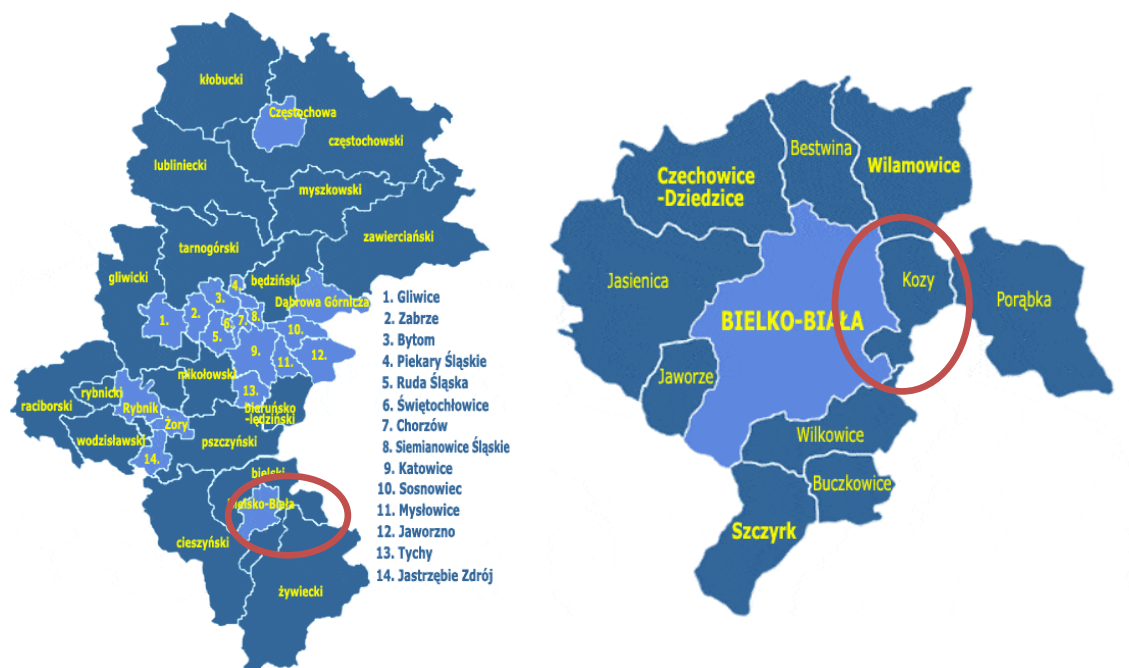 kłobucki
Częstochowa
częstochowski
lubliniecki
myszkowski
zawierciański
tarnogórski
gliwicki
będziński
Dąbrowa Górnicza
4.
3.
2.
1.
6.
7.
8.
5.
10.
9.
11.
12.
mikołowski
13.
rybnicki
raciborski
Rybnik
Bieruńsko
-lędziński
Żory
wodzisławski
pszczyński
14.
bielski
Bielsko-Biała
cieszyński
żywiecki
1. Gliwice
2. Zabrze
3. Bytom
4. Piekary Śląskie
5. Ruda Śląska
6. Świętochłowice
7. Chorzów
8. Siemianowice Śląskie
9. Katowice
10. Sosnowiec
11. Mysłowice
12. Jaworzno
13. Tychy
14. Jastrzębie Zdrój
Bestwina
Wilamowice
Czechowice
-Dziedzice
Jasienica
Kozy
Porąbka
BIELKO-BIAŁA
Jaworze
Wilkowice
Buczkowice
Szczyrk